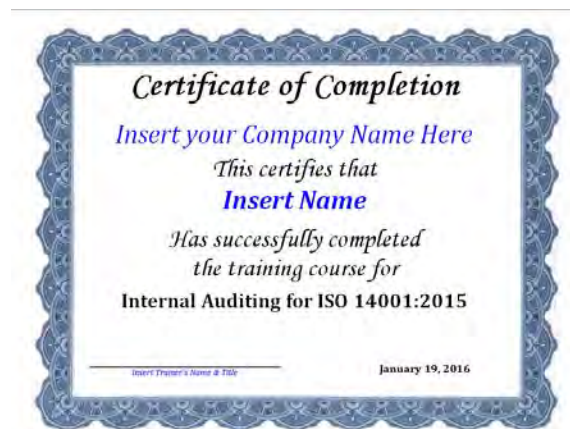 Certificate of Completion
Insert your Company Name Here
This certifies that
Insert Name
Has successfully completed
the training course for
Internal Auditing for ISO 14001:2015
Insert Trainer's Name & Title
January 19, 2016